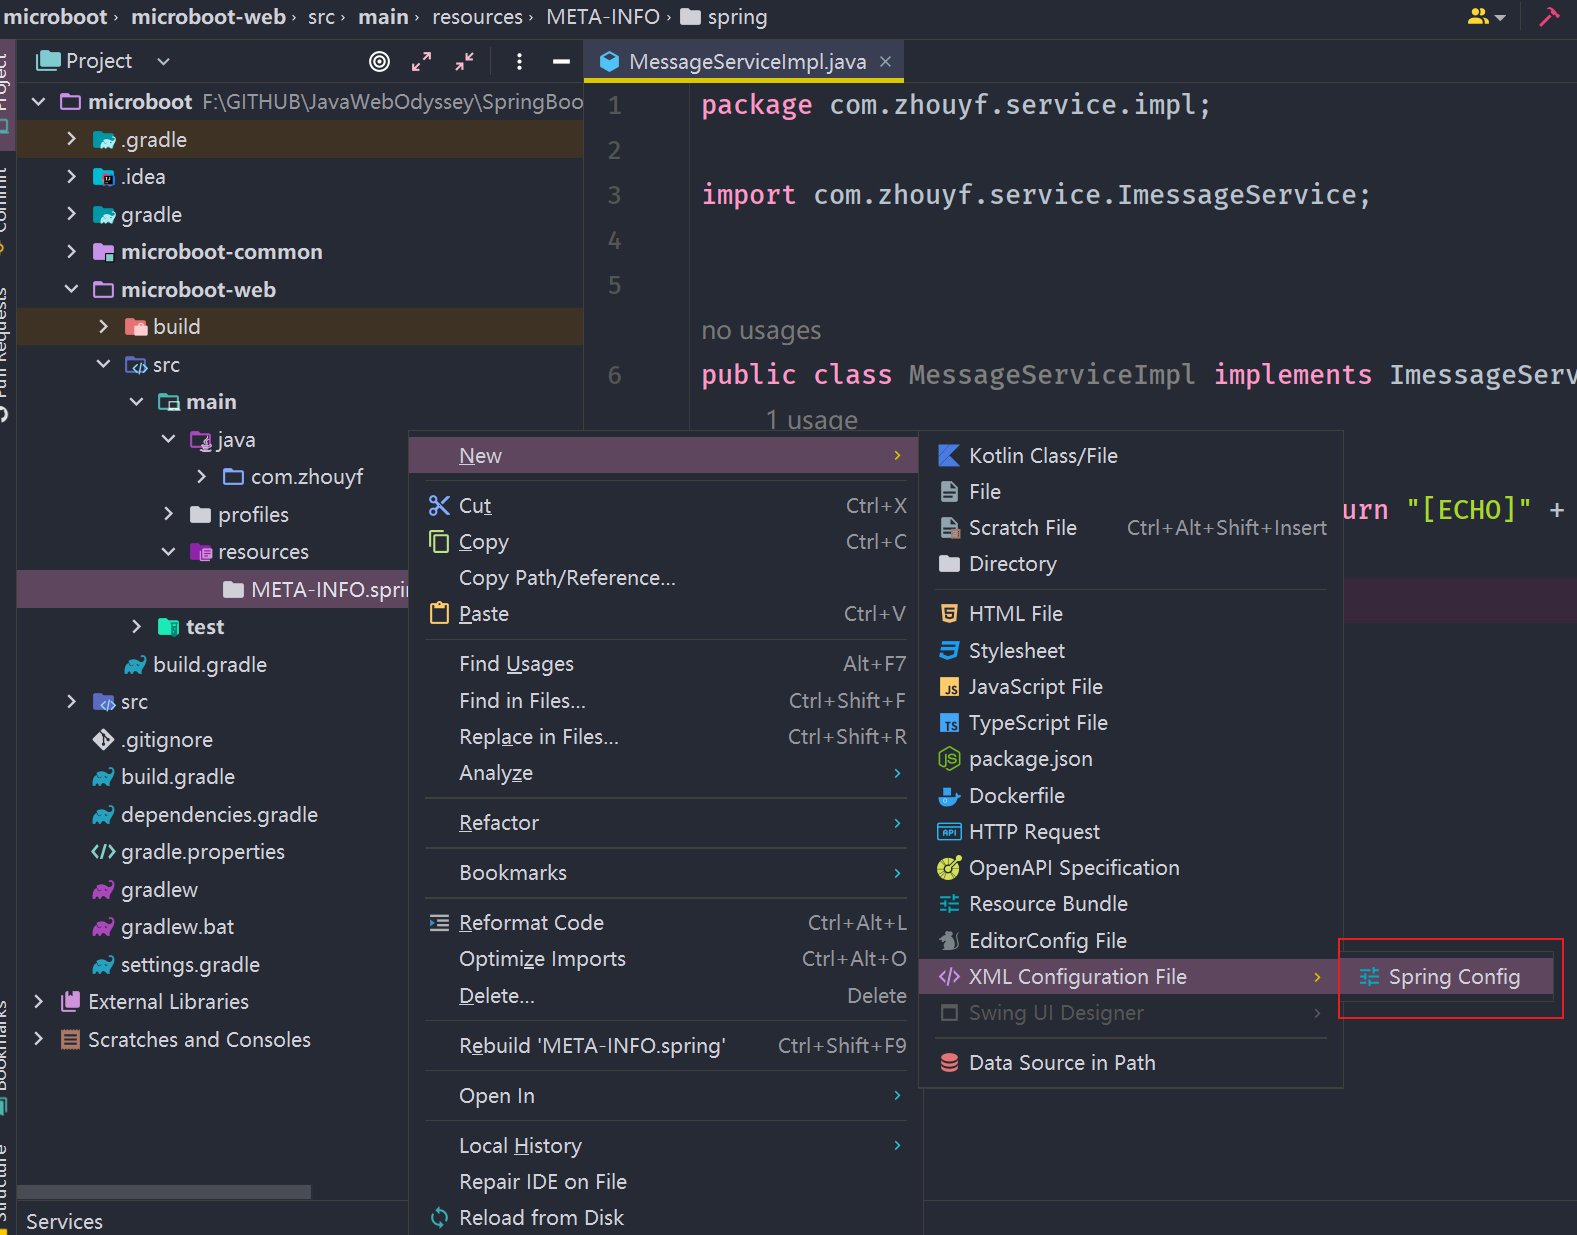 microboot › microboot-web › src › main › resources › META-INFO › spring
Project
MessageServiceImpl.java
microboot F:\GITHUB\JavaWebOdyssey\SpringBoo
.gradle
.idea
gradle
microboot-common
microboot-web
build
src
main
java
com.zhouyf
profiles
resources
META-INFO.sprin
test
build.gradle
src
.gitignore
build.gradle
dependencies.gradle
gradle.properties
gradlew
gradlew.bat
settings.gradle
External Libraries
Scratches and Consoles
Services
Project
Commit
Pull Requests
Bookmarks
Structure
1 package com.zhouyf.service.impl;
2
3 import com.zhouyf.service.ImessageService;
4
5
no usages
6 public class MessageServiceImpl implements ImessageServ
1 usage
urn "[ECHO]" +
New
Cut Ctrl+X
Copy Ctrl+C
Copy Path/Reference...
Paste Ctrl+V
Find Usages Alt+F7
Find in Files... Ctrl+Shift+F
Replace in Files... Ctrl+Shift+R
Analyze
Refactor
Bookmarks
Reformat Code Ctrl+Alt+L
Optimize Imports Ctrl+Alt+O
Delete... Delete
Rebuild 'META-INFO.spring' Ctrl+Shift+F9
Open In
Local History
Repair IDE on File
Reload from Disk
Kotlin Class/File
File
Scratch File Ctrl+Alt+Shift+Insert
Directory
HTML File
Stylesheet
JavaScript File
TypeScript File
package.json
Dockerfile
HTTP Request
OpenAPI Specification
Resource Bundle
EditorConfig File
XML Configuration File
Swing UI Designer
Data Source in Path
Spring Config